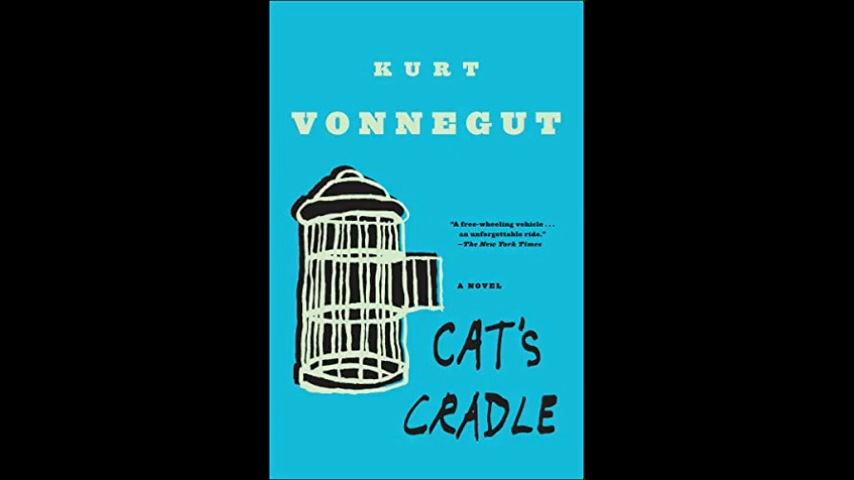 KURT
VONNEGUT
"A free-wheeling vehicle . . .
an unforgettable ride."
—The New York Times
A NOVEL
CAT'S
CRADLE